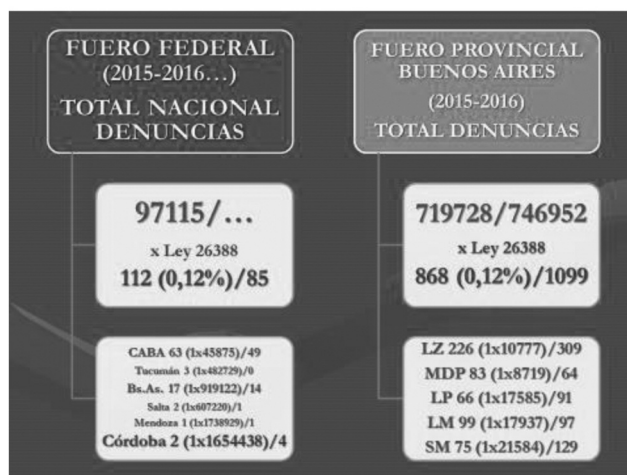 FUERO FEDERAL
(2015-2016...)
TOTAL NACIONAL
DENUNCIAS
97115/...
x Ley 26388
112 (0,12%)/85
CABA 63 (1x45875)/49
Tucumán 3 (1x482729)/0
Bs.As. 17 (1x919122)/14
Salta 2 (1x607220)/1
Mendoza 1 (1x1738929)/1
Córdoba 2 (1x1654438)/4
FUERO PROVINCIAL
BUENOS AIRES
(2015-2016)
TOTAL DENUNCIAS
719728/746952
x Ley 26388
868 (0,12%)/1099
LZ 226 (1x10777)/309
MDP 83 (1x8719)/64
LP 66 (1x17585)/91
LM 99 (1x17937)/97
SM 75 (1x21584)/129